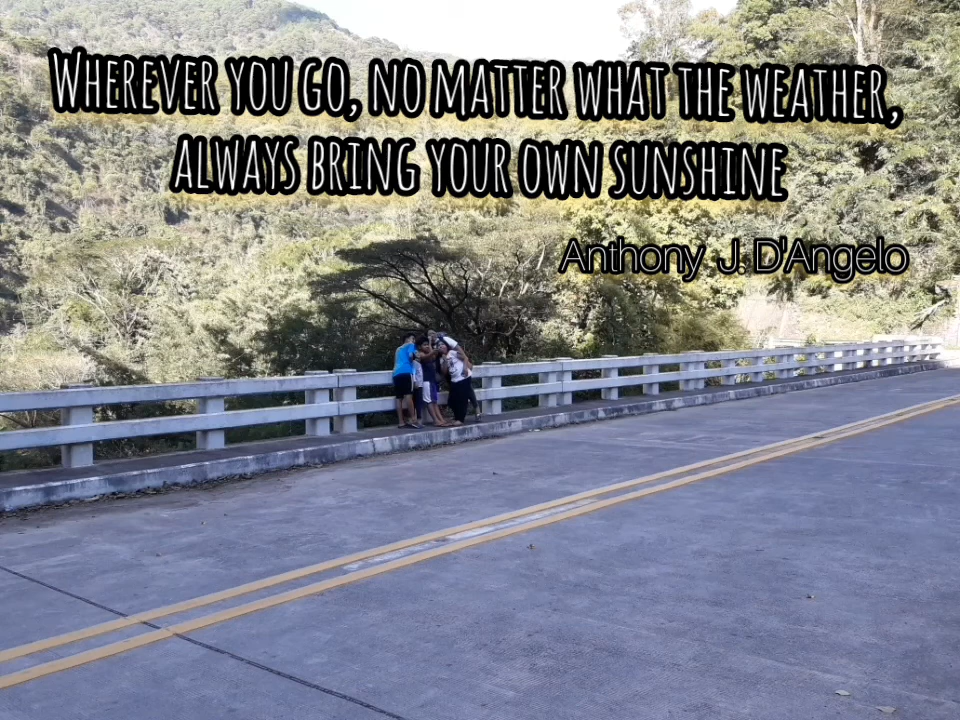 Wherever you go, no matter what the weather,
always bring your own sunshine
Anthony J. D'Angelo